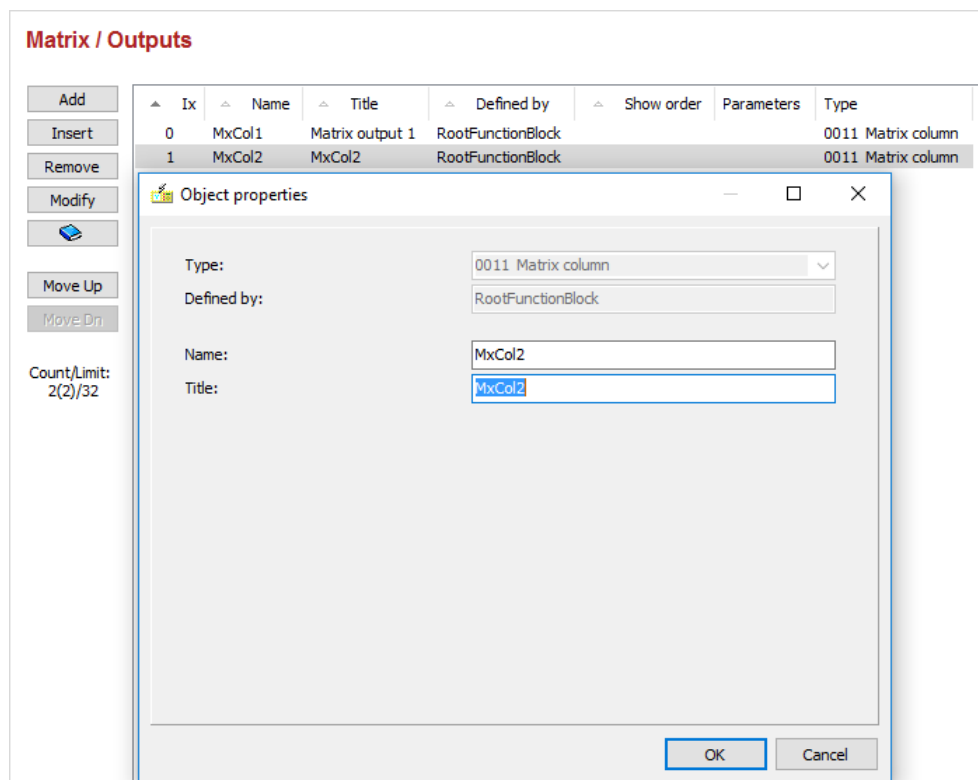 Matrix / Outputs
Add
Insert
Remove
Modify
Move Up
Move Dn
Count/Limit:
2(2)/32
Ix Name Title Defined by Show order Parameters Type
0 MxCol1 Matrix output 1 RootFunctionBlock 0011 Matrix column
1 MxCol2 MxCol2 RootFunctionBlock 0011 Matrix column
Object properties
Type: 0011 Matrix column
Defined by: RootFunctionBlock
Name: MxCol2
Title: MxCol2
OK Cancel